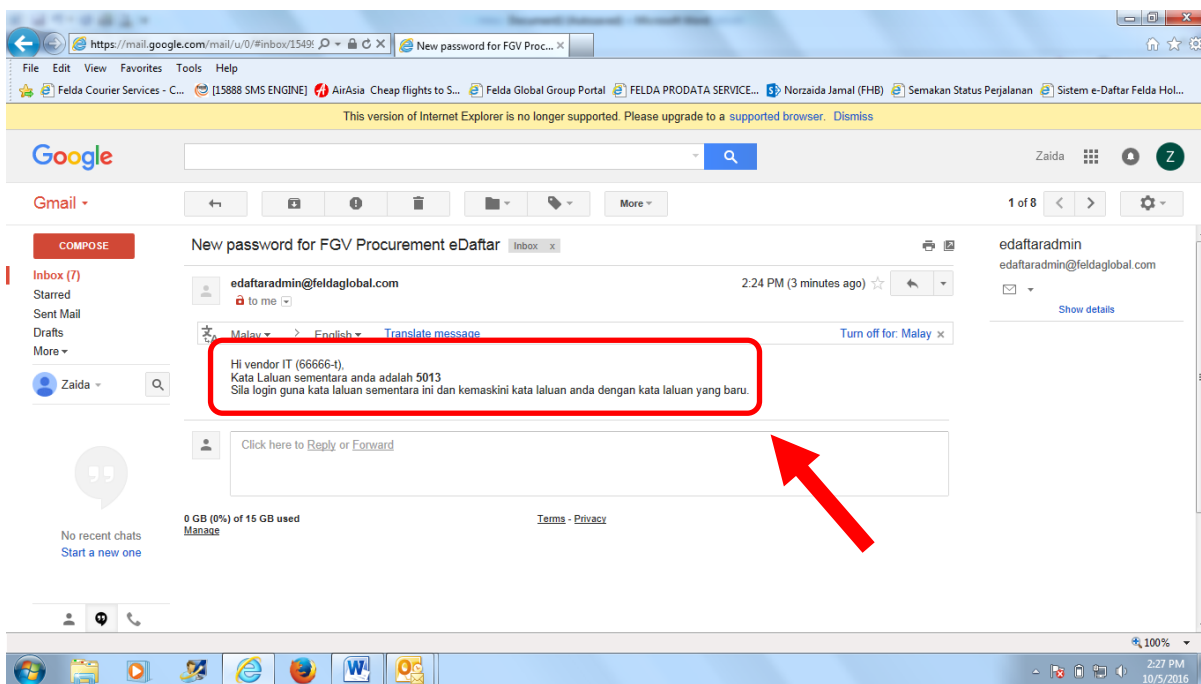 https://mail.google.com/mail/u/0/#inbox/1549
New password for FGV Proc...
File Edit View Favorites Tools Help
Felda Courier Services - C... [15888 SMS ENGINE] AirAsia Cheap flights to S... Felda Global Group Portal FELDA PRODATA SERVICE... Norzaida Jamal (FHB) Semakan Status Perjalanan Sistem e-Daftar Felda Hol...
This version of Internet Explorer is no longer supported. Please upgrade to a supported browser. Dismiss
Google
Zaida
Z
Gmail
More
1 of 8
COMPOSE
Inbox (7)
Starred
Sent Mail
Drafts
More
Zaida
No recent chats
Start a new one
New password for FGV Procurement eDaftar Inbox x
edaftaradmin@feldaglobal.com
2:24 PM (3 minutes ago)
to me
Malay > English Translate message
Turn off for: Malay x
Hi vendor IT (66666-t),
Kata Laluan sementara anda adalah 5013
Sila login guna kata laluan sementara ini dan kemaskini kata laluan anda dengan kata laluan yang baru.
Click here to Reply or Forward
0 GB (0%) of 15 GB used
Manage
Terms - Privacy
edaftaradmin
edaftaradmin@feldaglobal.com
Show details
100%
2:27 PM
10/5/2016